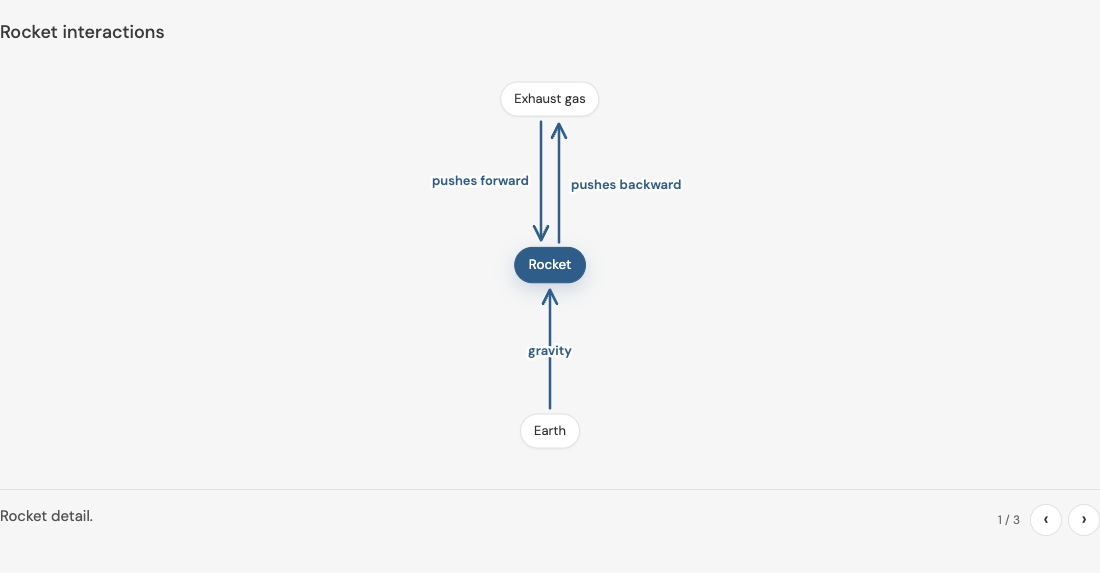 Rocket interactions
Exhaust gas
pushes forward
pushes backward
Rocket
gravity
Earth
Rocket detail.
1 / 3
‹
›